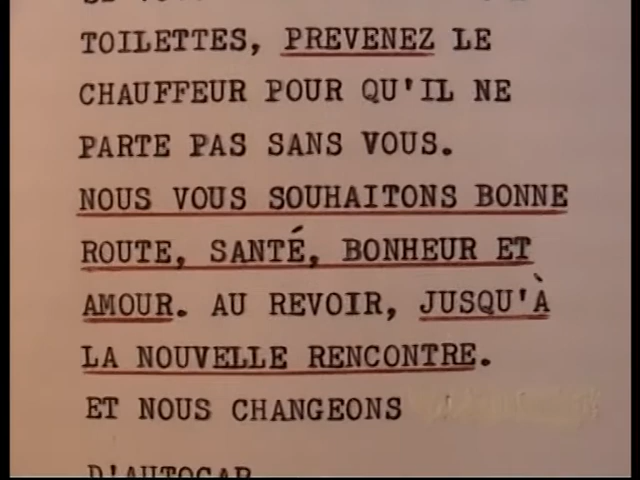 TOILETTES, PREVENEZ LE
CHAUFFEUR POUR QU'IL NE
PARTE PAS SANS VOUS.
NOUS VOUS SOUHAITONS BONNE
ROUTE, SANTÉ, BONHEUR ET
AMOUR. AU REVOIR, JUSQU'À
LA NOUVELLE RENCONTRE.
ET NOUS CHANGEONS
D'AUTOCAR